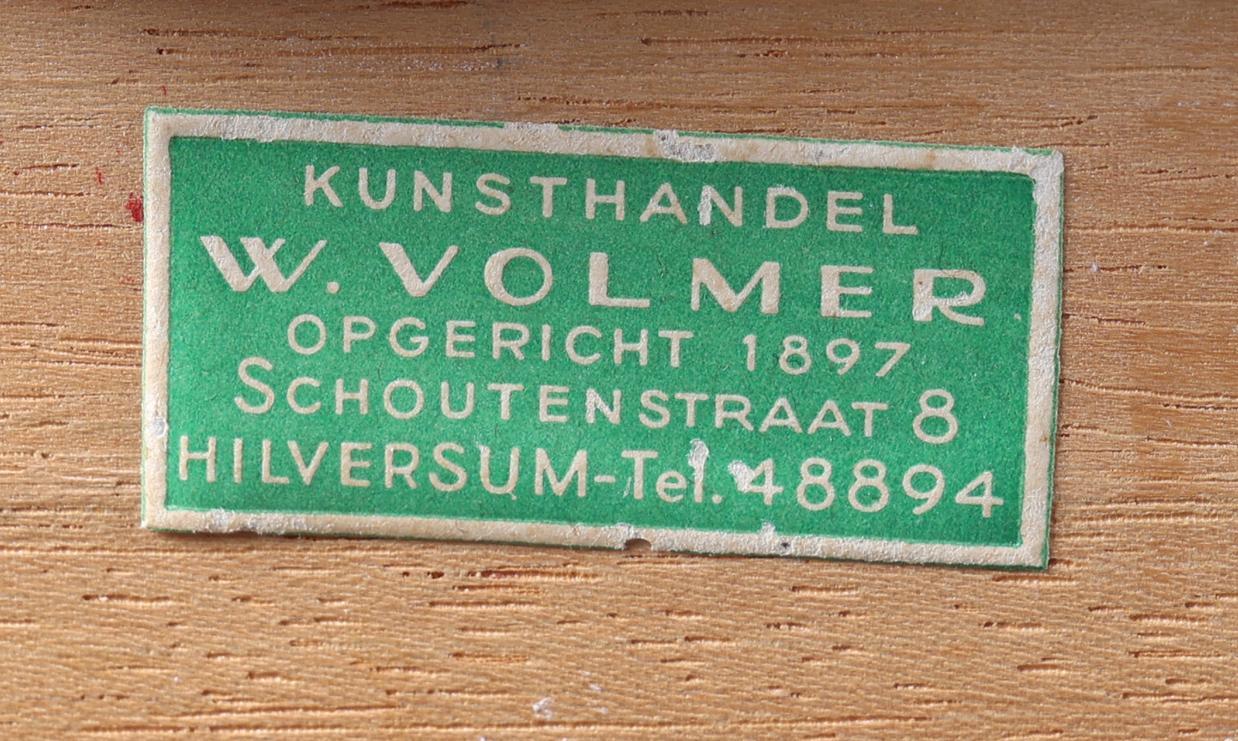 KUNSTHANDEL
W. VOLMER
OPGERICHT 1897
SCHOUTENSTRAAT 8
HILVERSUM-Tel. 48894